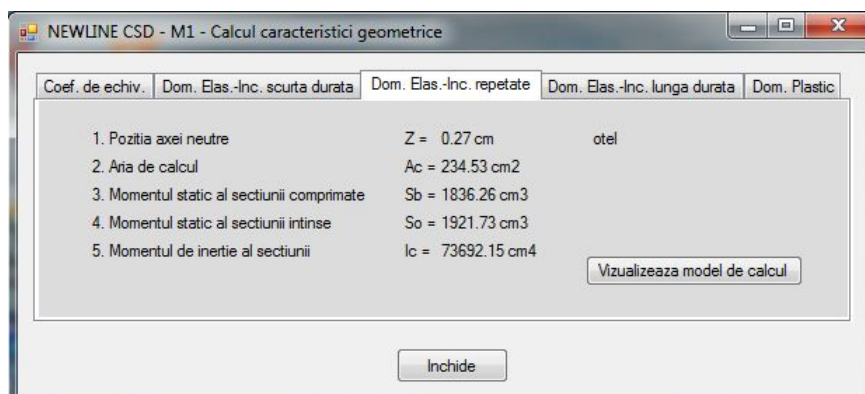 NEWLINE CSD - M1 - Calcul caracteristici geometrice
Coef. de echiv. Dom. Elas.-Inc. scurta durata Dom. Elas.-Inc. repetate Dom. Elas.-Inc. lunga durata Dom. Plastic
1. Pozitia axei neutre Z = 0.27 cm otel
2. Aria de calcul Ac = 234.53 cm2
3. Momentul static al sectiunii comprimate Sb = 1836.26 cm3
4. Momentul static al sectiunii intinse So = 1921.73 cm3
5. Momentul de inertie al sectiunii Ic = 73692.15 cm4
Vizualizeaza model de calcul
Inchide